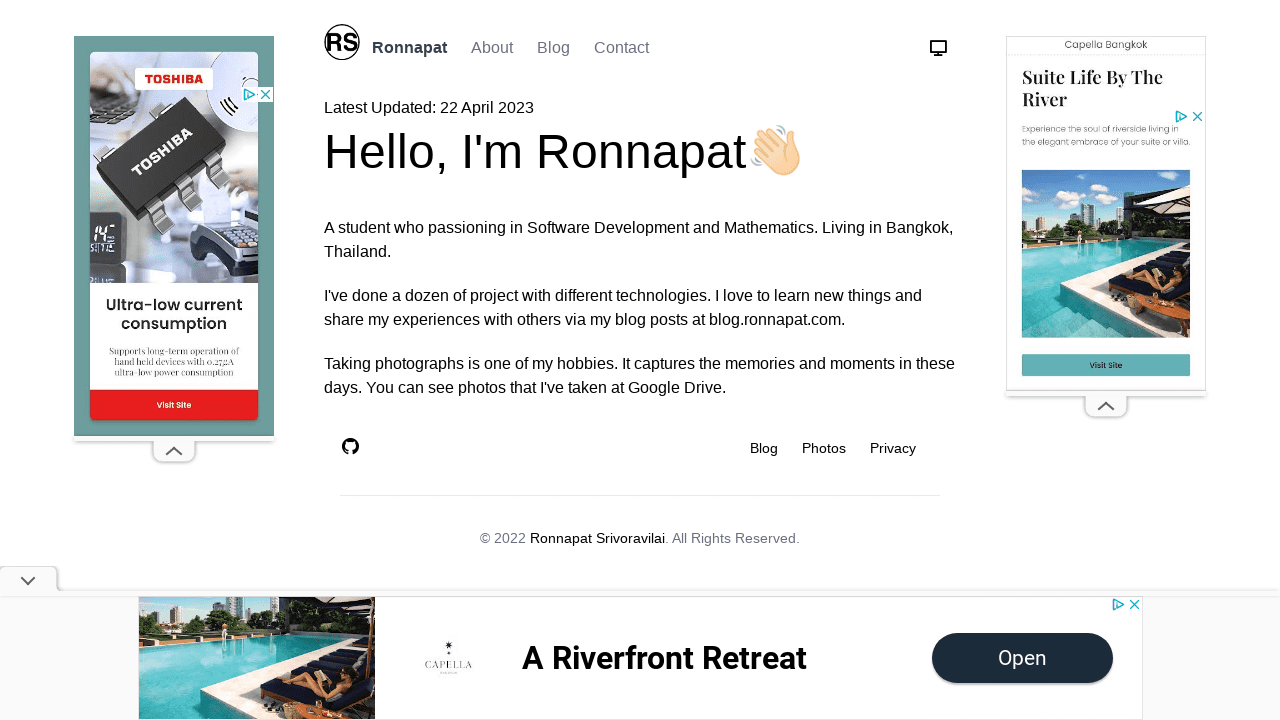 RS
Ronnapat About Blog Contact
Latest Updated: 22 April 2023
Hello, I'm Ronnapat👋🏻
A student who passioning in Software Development and Mathematics. Living in Bangkok,
Thailand.
I've done a dozen of project with different technologies. I love to learn new things and
share my experiences with others via my blog posts at blog.ronnapat.com.
Taking photographs is one of my hobbies. It captures the memories and moments in these
days. You can see photos that I've taken at Google Drive.
Blog Photos Privacy
© 2022 Ronnapat Srivoravilai. All Rights Reserved.
TOSHIBA
TOSHIBA
Ultra-low current
consumption
Supports long-term operation of
hand held devices with 0.272A
ultra-low power consumption
Visit Site
Capella Bangkok
Suite Life By The
River
Experience the soul of riverside living in
the elegant embrace of your suite or villa.
Visit Site
CAPELLA
A Riverfront Retreat
Open